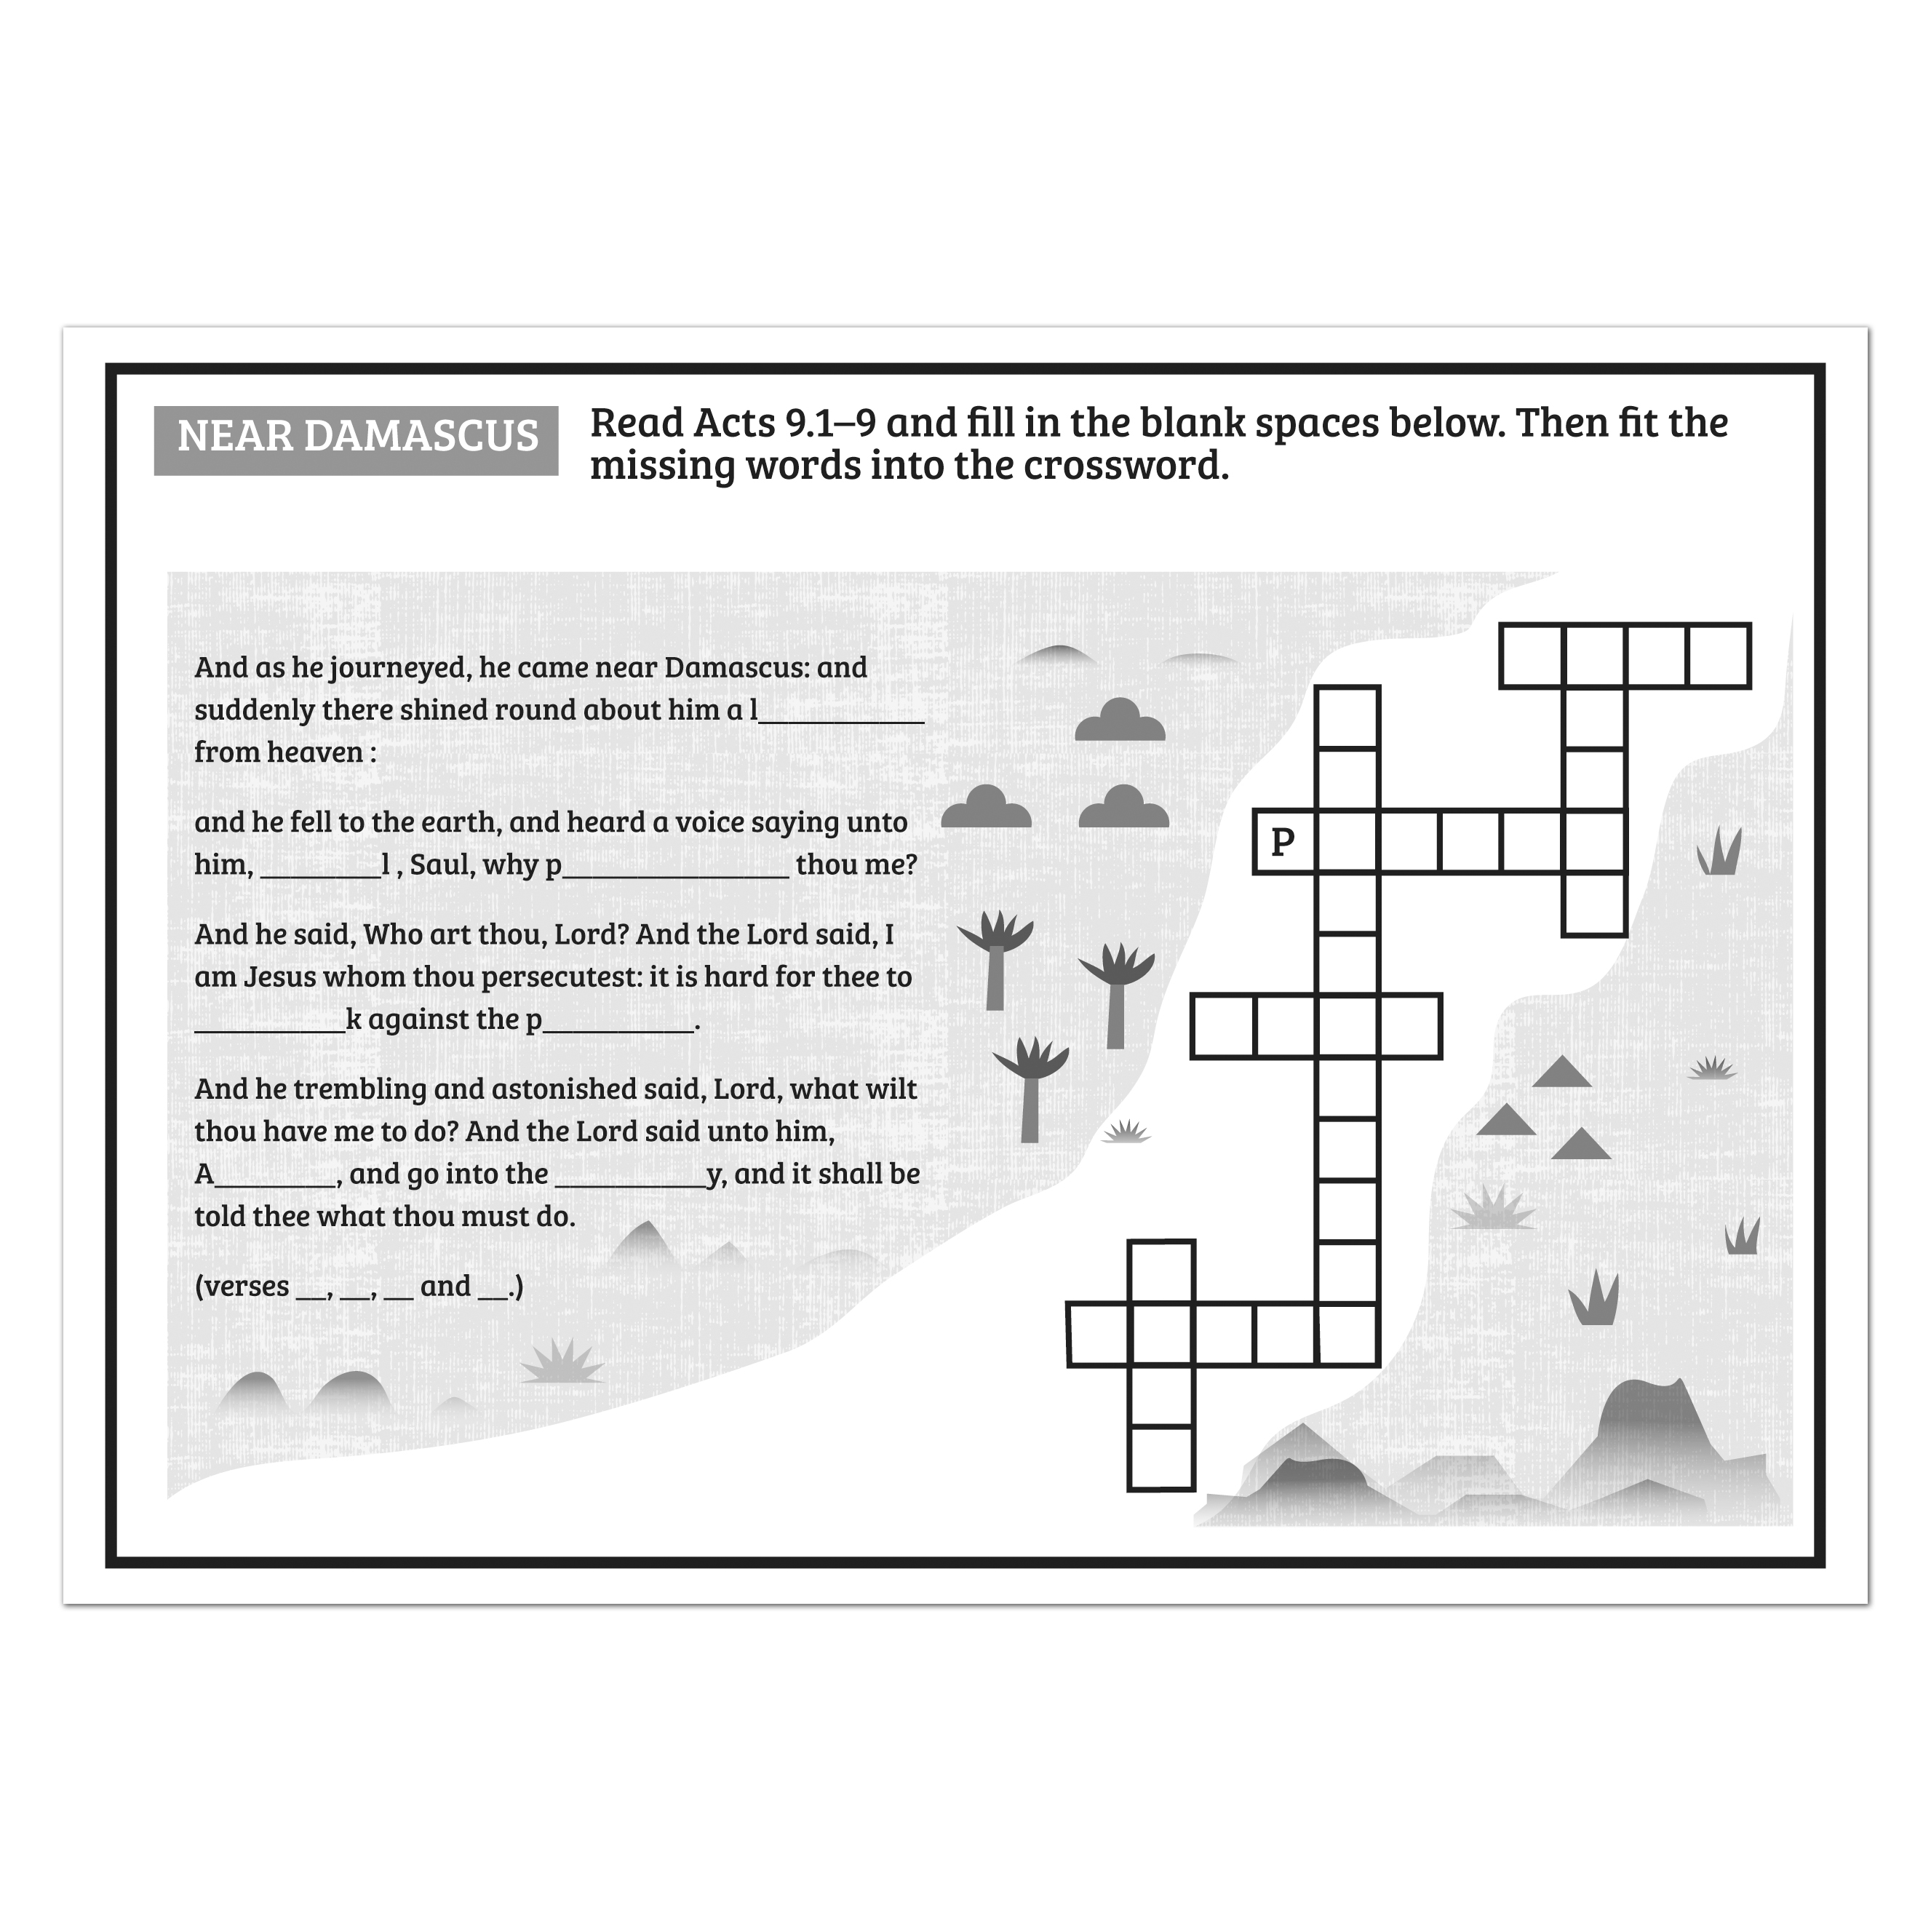 NEAR DAMASCUS
Read Acts 9.1–9 and fill in the blank spaces below. Then fit the
missing words into the crossword.
And as he journeyed, he came near Damascus: and
suddenly there shined round about him a l___________
from heaven :
and he fell to the earth, and heard a voice saying unto
him, ________l , Saul, why p_______________ thou me?
And he said, Who art thou, Lord? And the Lord said, I
am Jesus whom thou persecutest: it is hard for thee to
__________k against the p__________.
And he trembling and astonished said, Lord, what wilt
thou have me to do? And the Lord said unto him,
A________, and go into the __________y, and it shall be
told thee what thou must do.
(verses __, __, __ and __.)
P